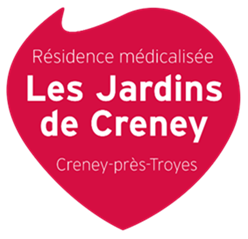 Résidence médicalisée
Les Jardins
de Creney
Creney-près-Troyes